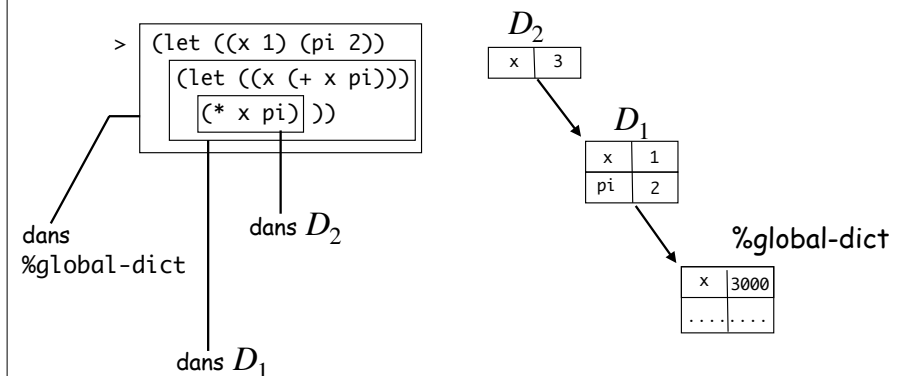 > (let ((x 1) (pi 2))
(let ((x (+ x pi)))
(* x pi) ))
dans
%global-dict
dans D2
dans D1
D2
x 3
D1
x 1
pi 2
%global-dict
x 3000
........